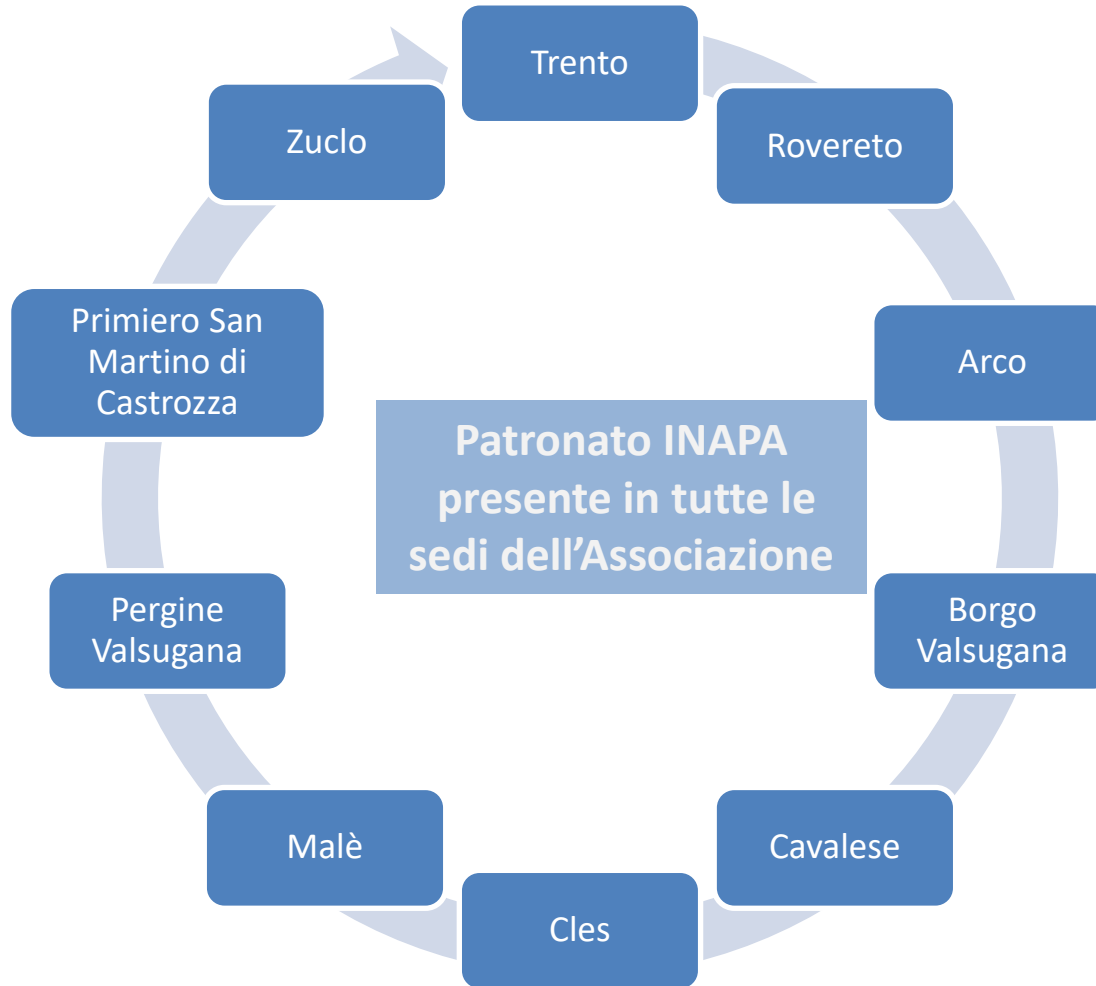 Trento
Rovereto
Arco
Borgo
Valsugana
Cavalese
Cles
Malè
Pergine
Valsugana
Primiero San
Martino di
Castrozza
Zuclo
Patronato INAPA
presente in tutte le
sedi dell’Associazione